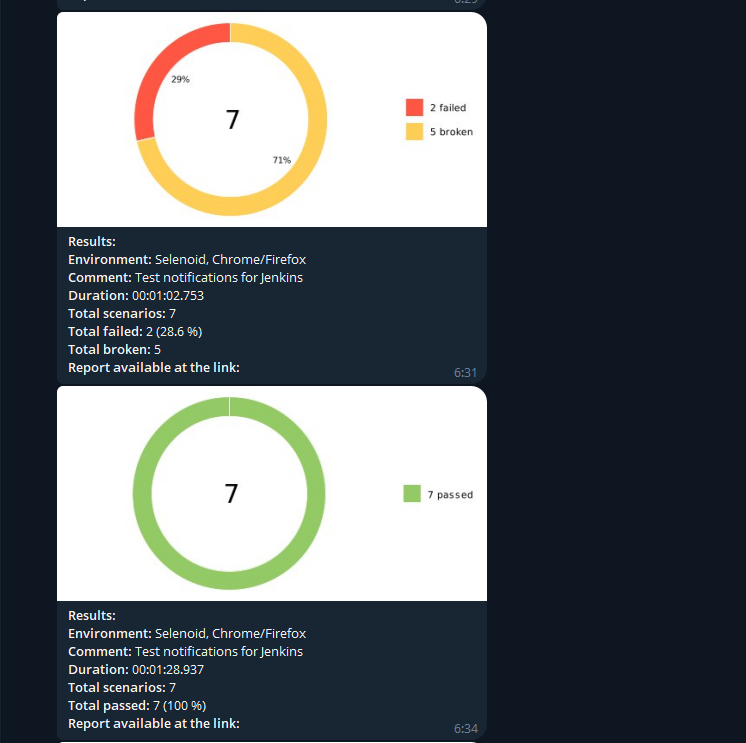 29%
7
71%
2 failed
5 broken
Results:
Environment: Selenoid, Chrome/Firefox
Comment: Test notifications for Jenkins
Duration: 00:01:02.753
Total scenarios: 7
Total failed: 2 (28.6 %)
Total broken: 5
Report available at the link:
6:31
7
7 passed
Results:
Environment: Selenoid, Chrome/Firefox
Comment: Test notifications for Jenkins
Duration: 00:01:28.937
Total scenarios: 7
Total passed: 7 (100 %)
Report available at the link:
6:34